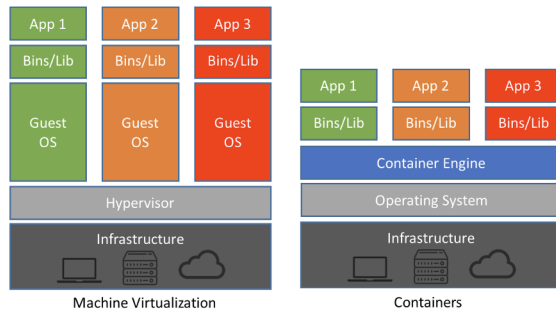 App 1
App 2
App 3
Bins/Lib
Bins/Lib
Bins/Lib
Guest
OS
Guest
OS
Guest
OS
Hypervisor
Infrastructure
Machine Virtualization
App 1
App 2
App 3
Bins/Lib
Bins/Lib
Bins/Lib
Container Engine
Operating System
Infrastructure
Containers